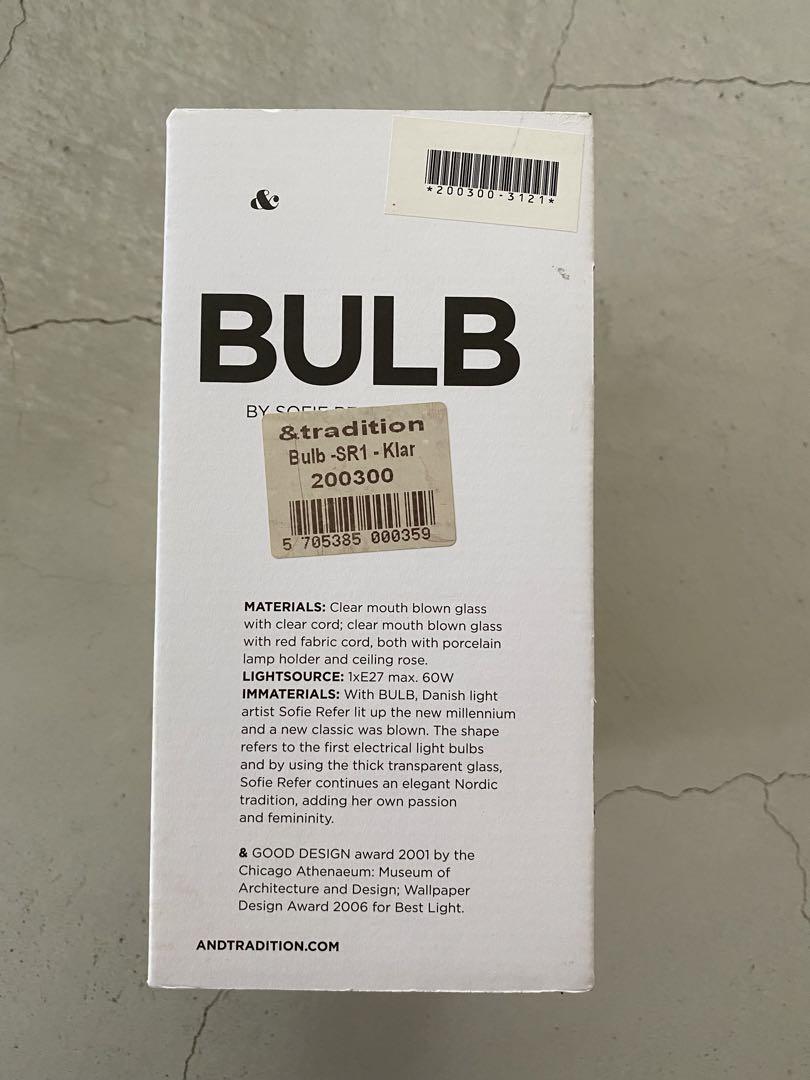 *200300-3121*
&
BULB
BY SOFIE
&tradition
Bulb -SR1 - Klar
200300
5 705385 000359
MATERIALS: Clear mouth blown glass
with clear cord; clear mouth blown glass
with red fabric cord, both with porcelain
lamp holder and ceiling rose.
LIGHTSOURCE: 1xE27 max. 60W
IMMATERIALS: With BULB, Danish light
artist Sofie Refer lit up the new millennium
and a new classic was blown. The shape
refers to the first electrical light bulbs
and by using the thick transparent glass,
Sofie Refer continues an elegant Nordic
tradition, adding her own passion
and femininity.
& GOOD DESIGN award 2001 by the
Chicago Athenaeum: Museum of
Architecture and Design; Wallpaper
Design Award 2006 for Best Light.
ANDTRADITION.COM